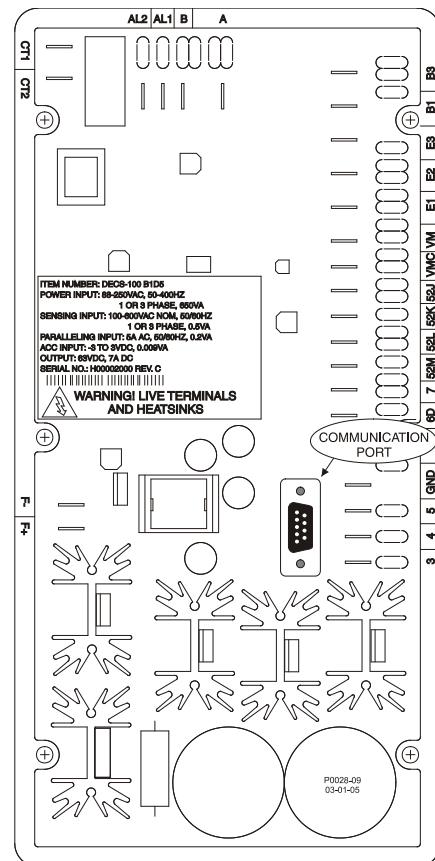 AL2 AL1 B A
CT1
CT2
B3
B1
E3
E2
E1
VM
VMC
52J
52K
52L
52M
7
6D
ITEM NUMBER: DECS-100 B1D5
POWER INPUT: 88-250VAC, 50-400HZ
1 OR 3 PHASE, 650VA
SENSING INPUT: 100-600VAC NOM, 50/60HZ
1 OR 3 PHASE, 0.5VA
PARALLELING INPUT: 5A AC, 50/60HZ, 0.2VA
ACC INPUT: -3 TO 3VDC, 0.009VA
OUTPUT: 63VDC, 7A DC
SERIAL NO.: H00002000 REV. C
WARNING! LIVE TERMINALS
AND HEATSINKS
COMMUNICATION
PORT
GND
5
4
3
F-
F+
P0028-09
03-01-05